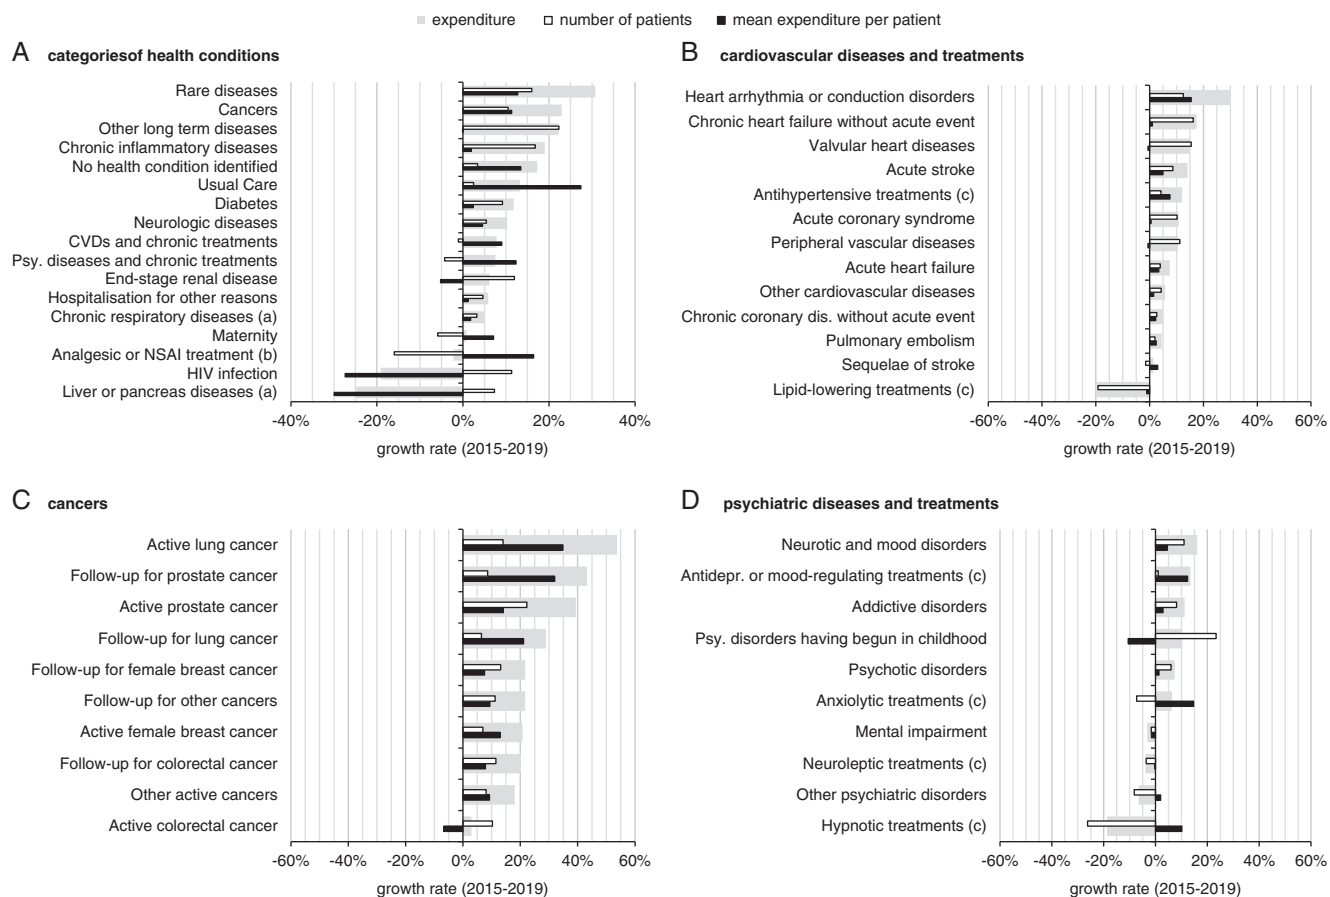 expenditure number of patients mean expenditure per patient
A categoriesof health conditions
Rare diseases
Cancers
Other long term diseases
Chronic inflammatory diseases
No health condition identified
Usual Care
Diabetes
Neurologic diseases
CVDs and chronic treatments
Psy. diseases and chronic treatments
End-stage renal disease
Hospitalisation for other reasons
Chronic respiratory diseases (a)
Maternity
Analgesic or NSAI treatment (b)
HIV infection
Liver or pancreas diseases (a)
-40% -20% 0% 20% 40%
growth rate (2015-2019)
B cardiovascular diseases and treatments
Heart arrhythmia or conduction disorders
Chronic heart failure without acute event
Valvular heart diseases
Acute stroke
Antihypertensive treatments (c)
Acute coronary syndrome
Peripheral vascular diseases
Acute heart failure
Other cardiovascular diseases
Chronic coronary dis. without acute event
Pulmonary embolism
Sequelae of stroke
Lipid-lowering treatments (c)
-60% -40% -20% 0% 20% 40% 60%
growth rate (2015-2019)
C cancers
Active lung cancer
Follow-up for prostate cancer
Active prostate cancer
Follow-up for lung cancer
Follow-up for female breast cancer
Follow-up for other cancers
Active female breast cancer
Follow-up for colorectal cancer
Other active cancers
Active colorectal cancer
-60% -40% -20% 0% 20% 40% 60%
growth rate (2015-2019)
D psychiatric diseases and treatments
Neurotic and mood disorders
Antidepr. or mood-regulating treatments (c)
Addictive disorders
Psy. disorders having begun in childhood
Psychotic disorders
Anxiolytic treatments (c)
Mental impairment
Neuroleptic treatments (c)
Other psychiatric disorders
Hypnotic treatments (c)
-60% -40% -20% 0% 20% 40% 60%
growth rate (2015-2019)